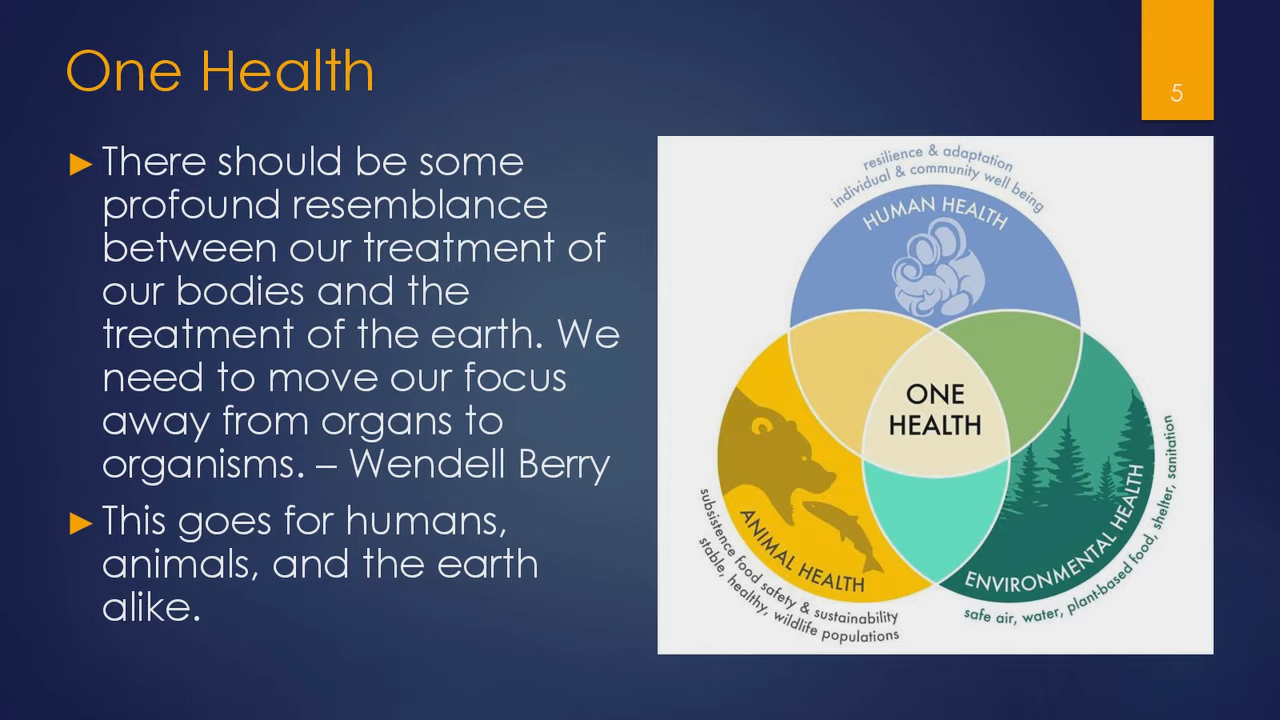 One Health
5
►There should be some
profound resemblance
between our treatment of
our bodies and the
treatment of the earth. We
need to move our focus
away from organs to
organisms. – Wendell Berry
►This goes for humans,
animals, and the earth
alike.
resilience & adaptation
individual & community well being
HUMAN HEALTH
ONE
HEALTH
ANIMAL HEALTH
subsistence food safety & sustainability
stable, healthy, wildlife populations
ENVIRONMENTAL HEALTH
safe air, water, plant-based food, shelter, sanitation